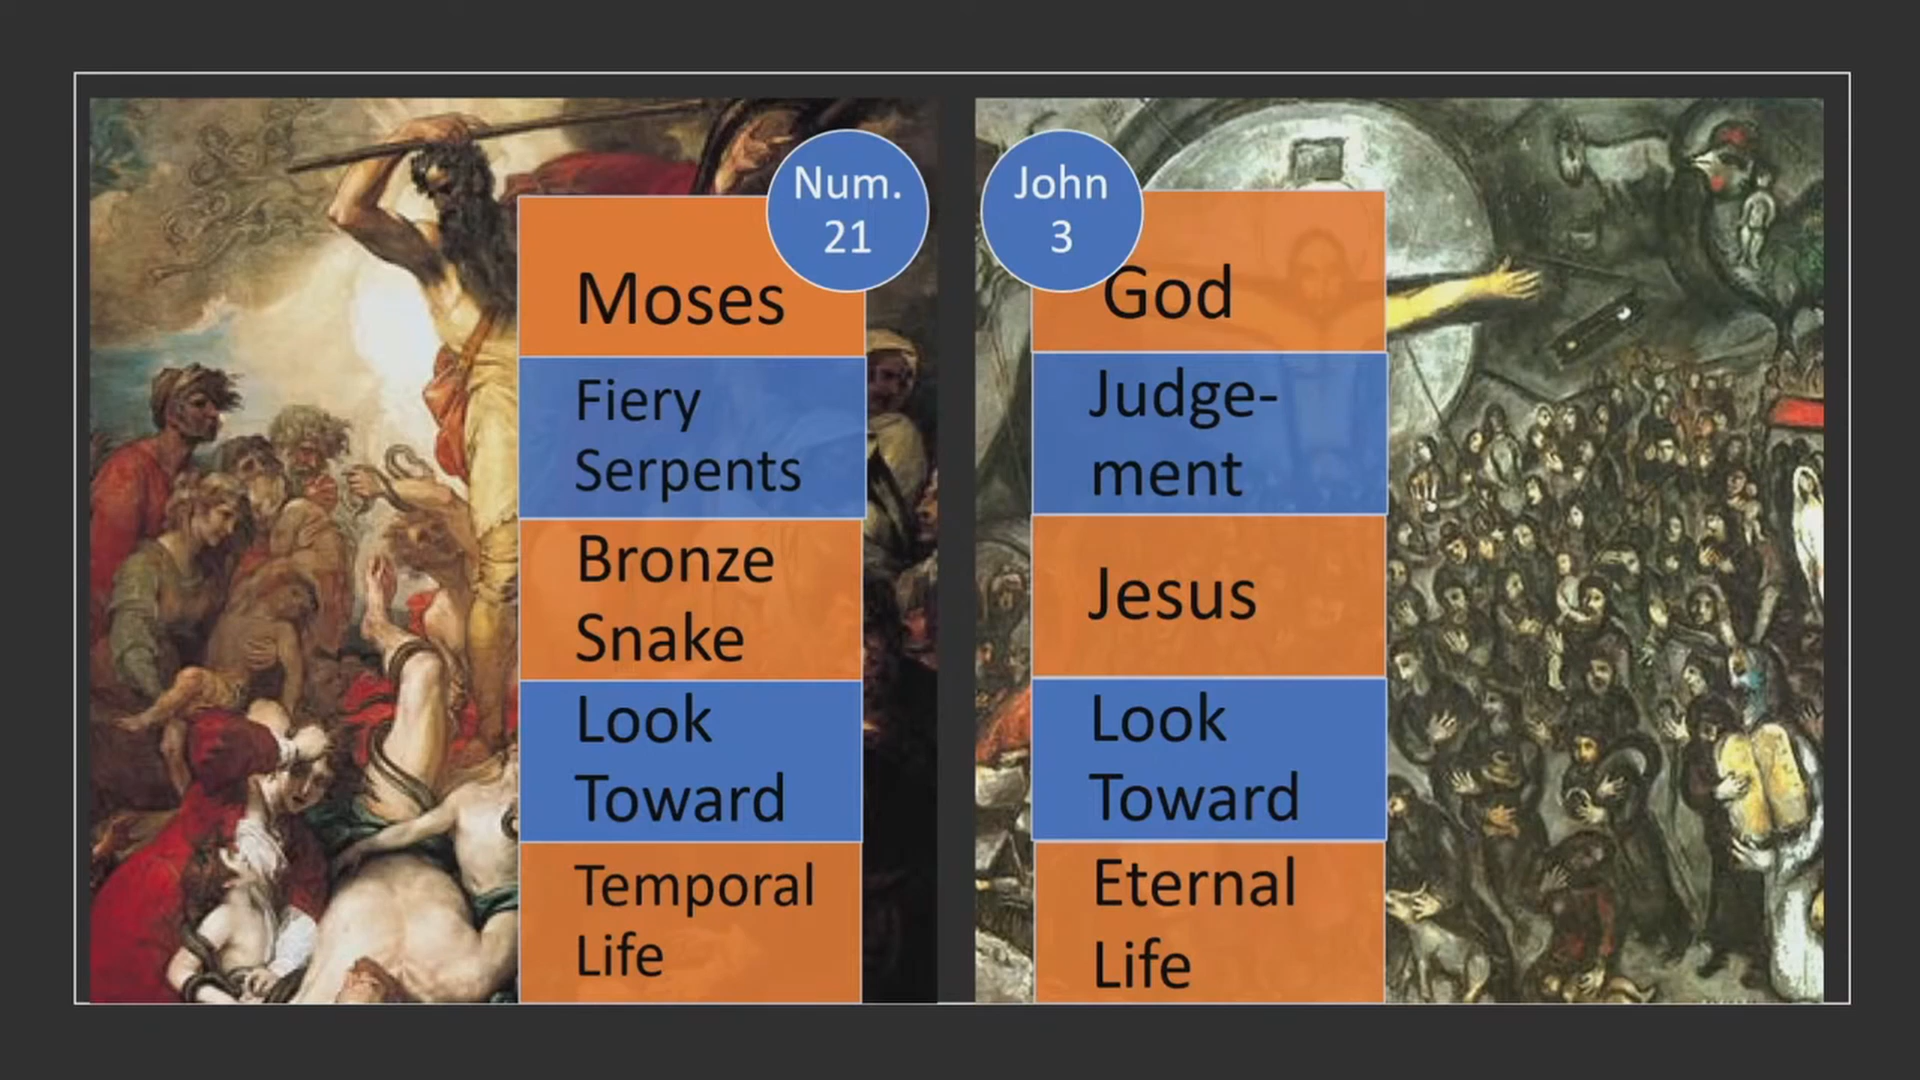 Num.
21
Moses
Fiery
Serpents
Bronze
Snake
Look
Toward
Temporal
Life
John
3
God
Judge-
ment
Jesus
Look
Toward
Eternal
Life